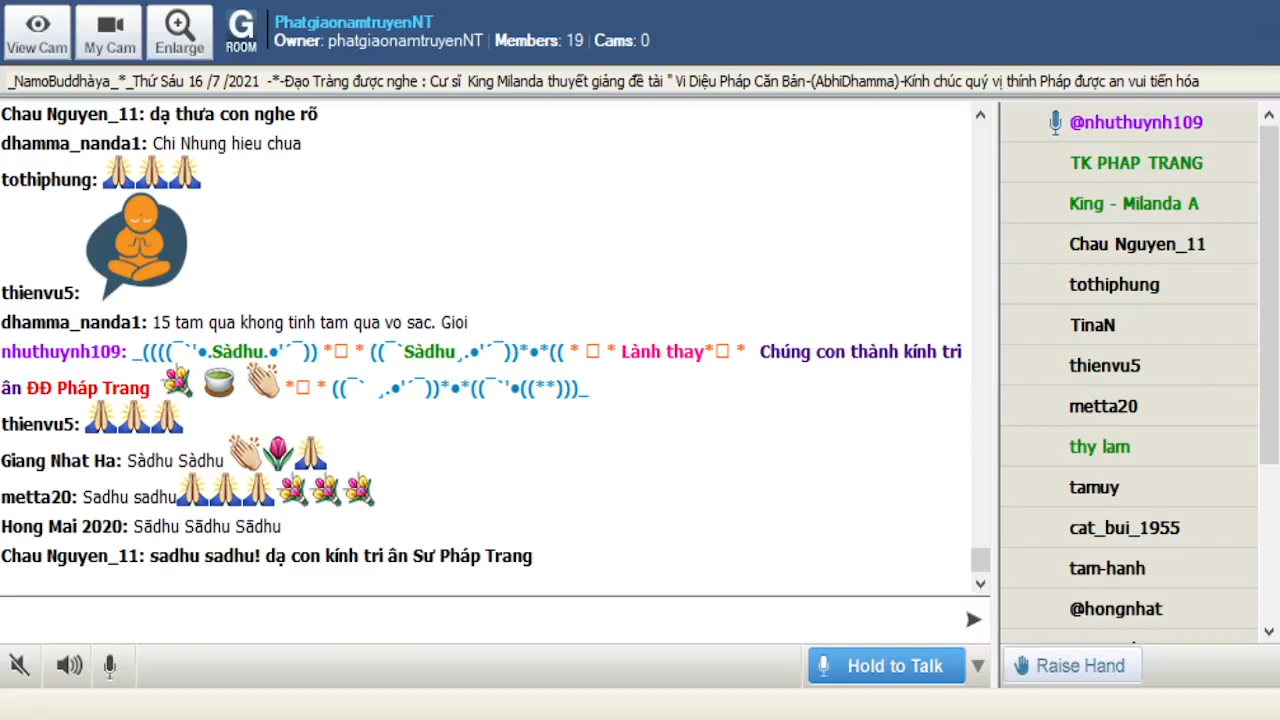 View Cam
My Cam
Enlarge
G
ROOM
PhatgiaonamtruyenNT
Owner: phatgiaonamtruyenNT | Members: 19 | Cams: 0
_NamoBuddhàya_*_Thứ Sáu 16 /7 /2021 -*-Đạo Tràng được nghe : Cư sĩ King Milanda thuyết giảng đề tài " Vi Diệu Pháp Căn Bản-(AbhiDhamma)-Kính chúc quý vị thính Pháp được an vui tiến hóa
Chau Nguyen_11: dạ thưa con nghe rõ
dhamma_nanda1: Chi Nhung hieu chua
tothiphung: 🙏🙏🙏
thienvu5:
dhamma_nanda1: 15 tam qua khong tinh tam qua vo sac. Gioi
nhuthuynh109: _((((¯`'●.Sàdhu.●'´¯)) *□ * ((¯`Sàdhu¸.●'´¯))*●*(( * □ * Lành thay*□ * Chúng con thành kính tri
ân ĐĐ Pháp Trang 💐 🍵 👏 *□ * ((¯` ¸.●'´¯))*●*((¯`'●((**)))_
thienvu5: 🙏🙏🙏
Giang Nhat Ha: Sàdhu Sàdhu 👏🌷🙏
metta20: Sadhu sadhu🙏🙏🙏💐💐💐
Hong Mai 2020: Sādhu Sādhu Sādhu
Chau Nguyen_11: sadhu sadhu! dạ con kính tri ân Sư Pháp Trang
Hold to Talk
@nhuthuynh109
TK PHAP TRANG
King - Milanda A
Chau Nguyen_11
tothiphung
TinaN
thienvu5
metta20
thy lam
tamuy
cat_bui_1955
tam-hanh
@hongnhat
Raise Hand